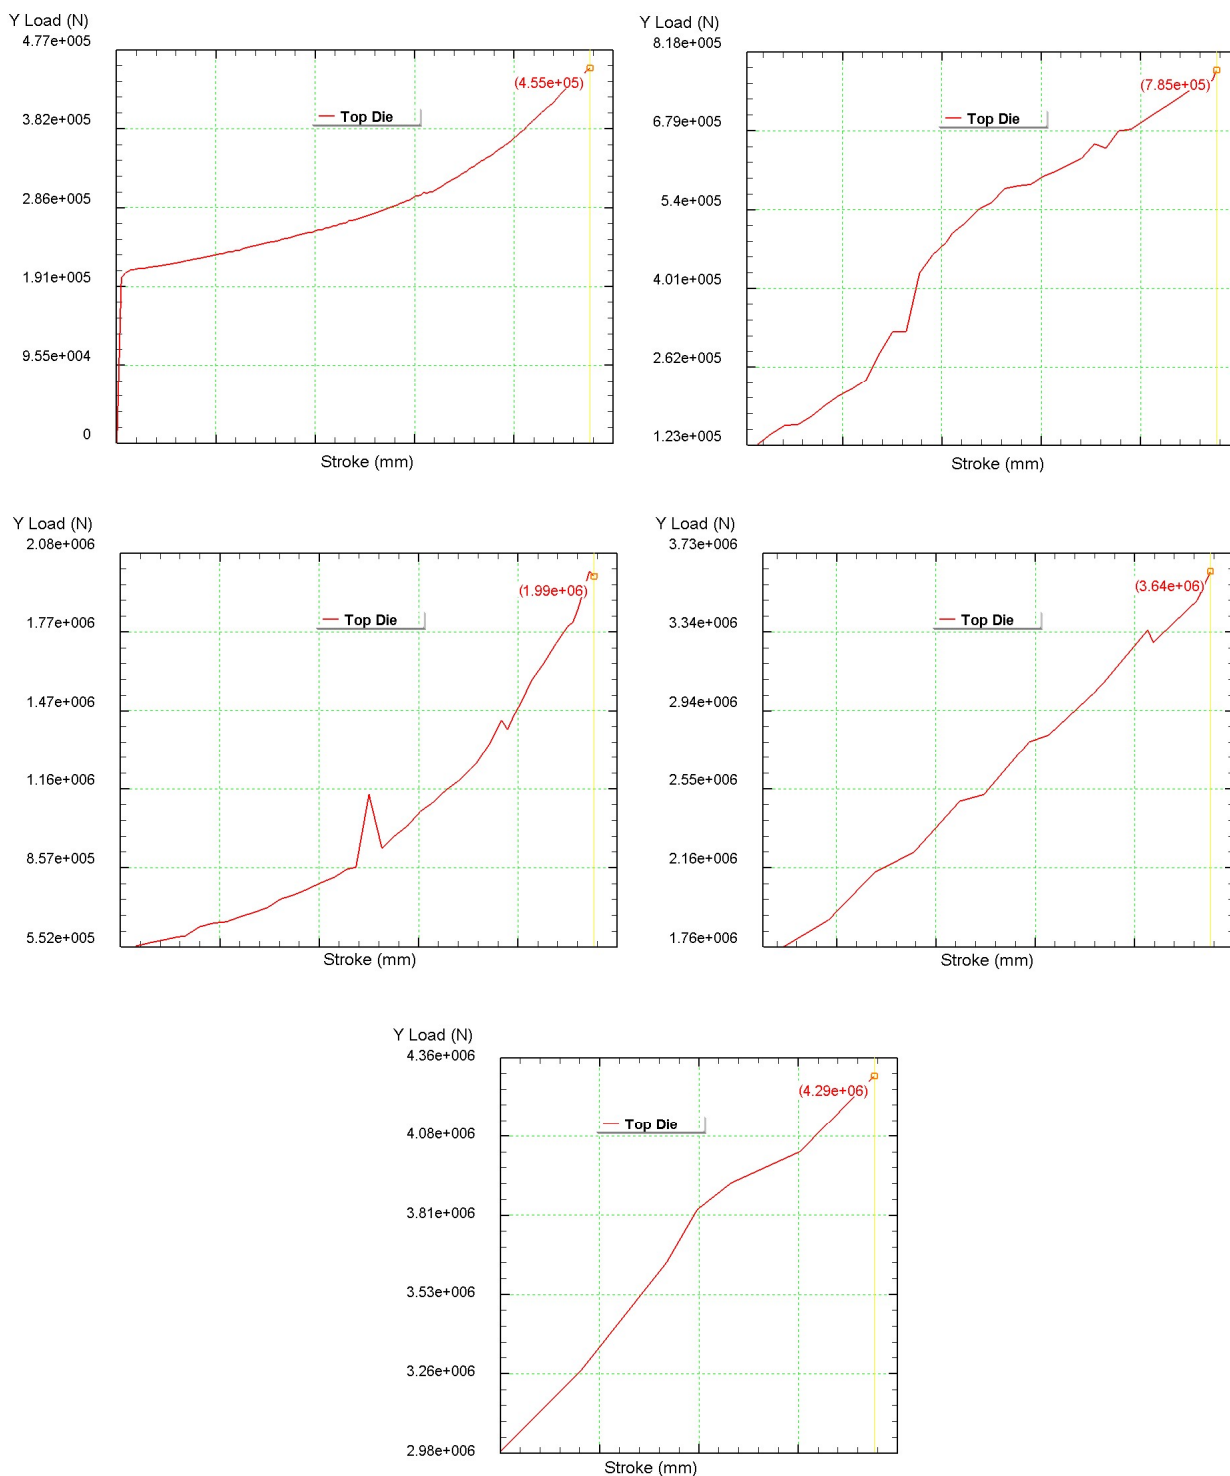 Y Load (N)
4.77e+005
(4.55e+05)
Top Die
3.82e+005
2.86e+005
1.91e+005
9.55e+004
0
Stroke (mm)
Y Load (N)
8.18e+005
(7.85e+05)
Top Die
6.79e+005
5.4e+005
4.01e+005
2.62e+005
1.23e+005
Stroke (mm)
Y Load (N)
2.08e+006
(1.99e+06)
Top Die
1.77e+006
1.47e+006
1.16e+006
8.57e+005
5.52e+005
Stroke (mm)
Y Load (N)
3.73e+006
(3.64e+06)
Top Die
3.34e+006
2.94e+006
2.55e+006
2.16e+006
1.76e+006
Stroke (mm)
Y Load (N)
4.36e+006
(4.29e+06)
Top Die
4.08e+006
3.81e+006
3.53e+006
3.26e+006
2.98e+006
Stroke (mm)